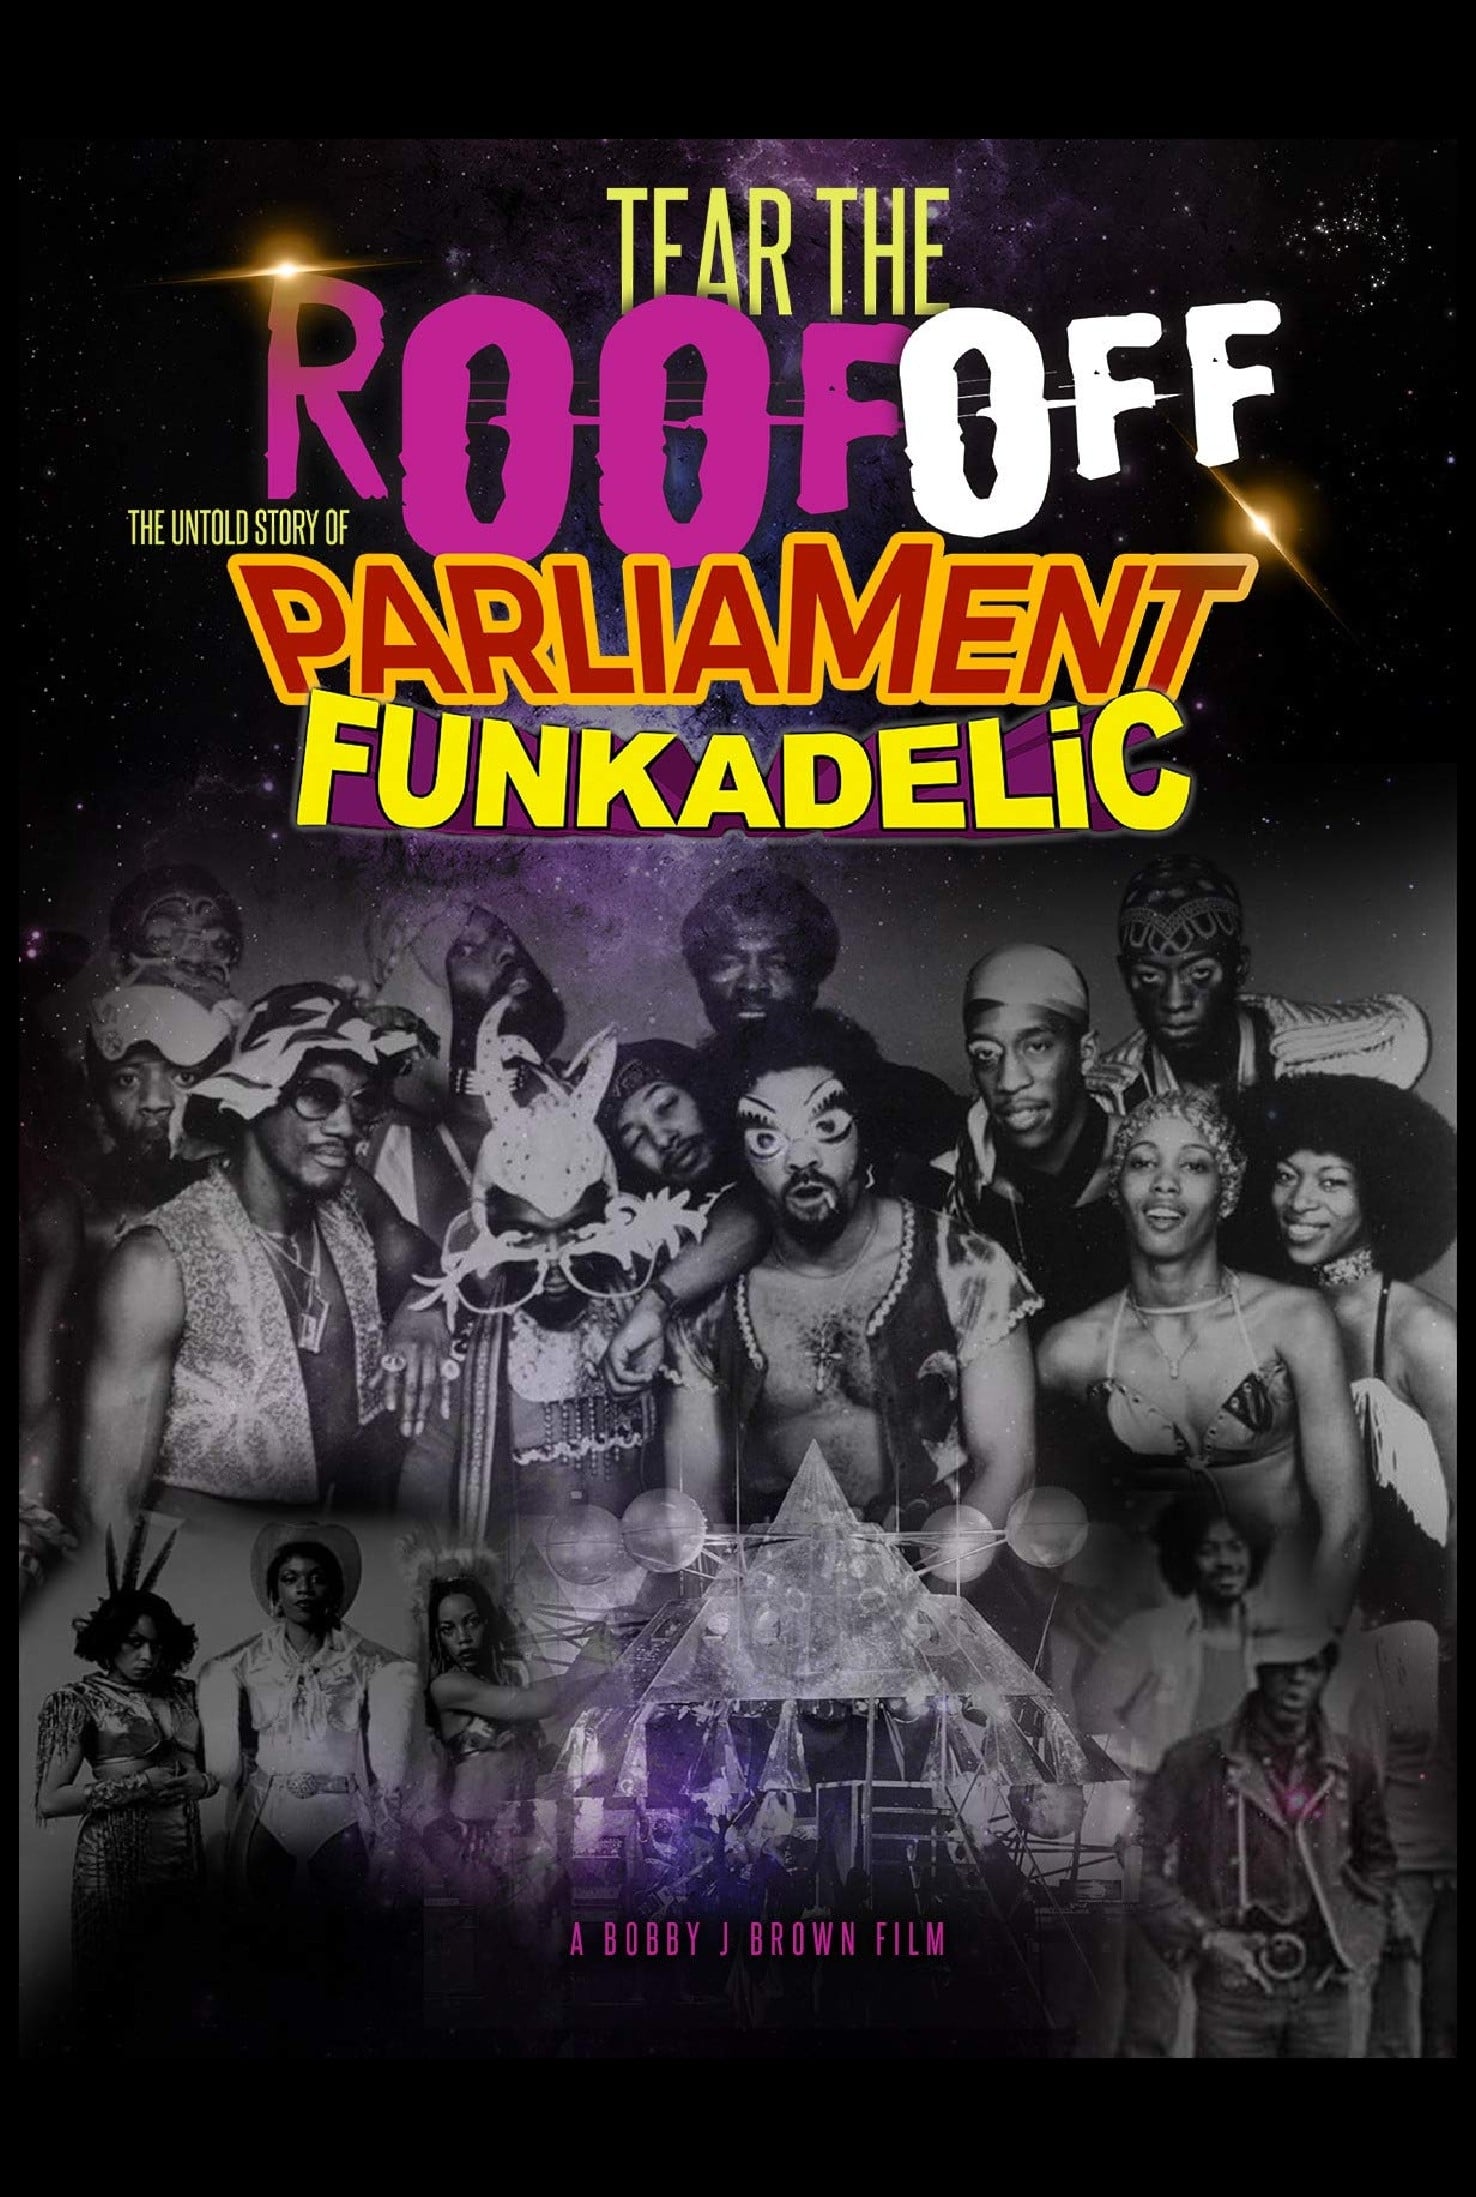 TEAR THE
ROOF OFF
THE UNTOLD STORY OF
PARLIAMENT
FUNKADELiC
A BOBBY J BROWN FILM